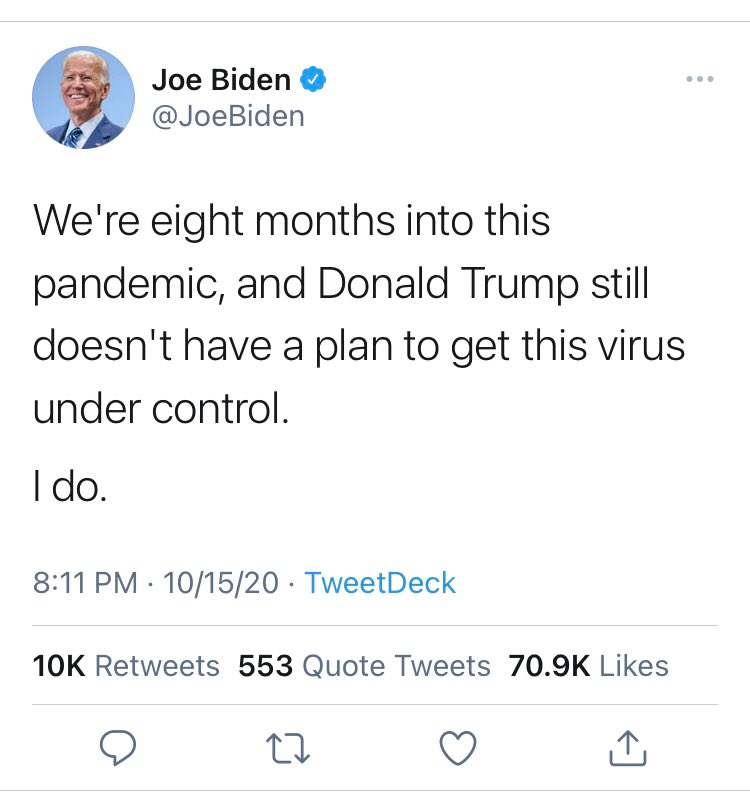 Joe Biden
@JoeBiden
We're eight months into this
pandemic, and Donald Trump still
doesn't have a plan to get this virus
under control.
I do.
8:11 PM · 10/15/20 · TweetDeck
10K Retweets 553 Quote Tweets 70.9K Likes